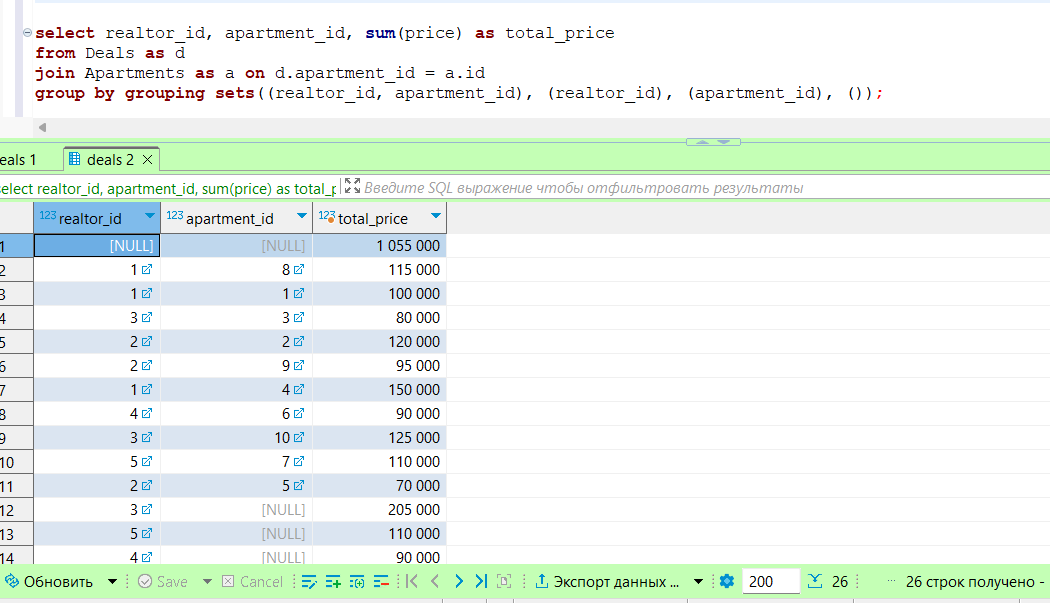 select realtor_id, apartment_id, sum(price) as total_price
from Deals as d
join Apartments as a on d.apartment_id = a.id
group by grouping sets((realtor_id, apartment_id), (realtor_id), (apartment_id), ());
eals 1 deals 2
select realtor_id, apartment_id, sum(price) as total_p Введите SQL выражение чтобы отфильтровать результаты
123 realtor_id 123 apartment_id 123 total_price
1 [NULL] [NULL] 1 055 000
2 1 8 115 000
3 1 1 100 000
4 3 3 80 000
5 2 2 120 000
6 2 9 95 000
7 1 4 150 000
8 4 6 90 000
9 3 10 125 000
10 5 7 110 000
11 2 5 70 000
12 3 [NULL] 205 000
13 5 [NULL] 110 000
14 4 [NULL] 90 000
Обновить Save Cancel Экспорт данных ... 200 26 ... 26 строк получено -